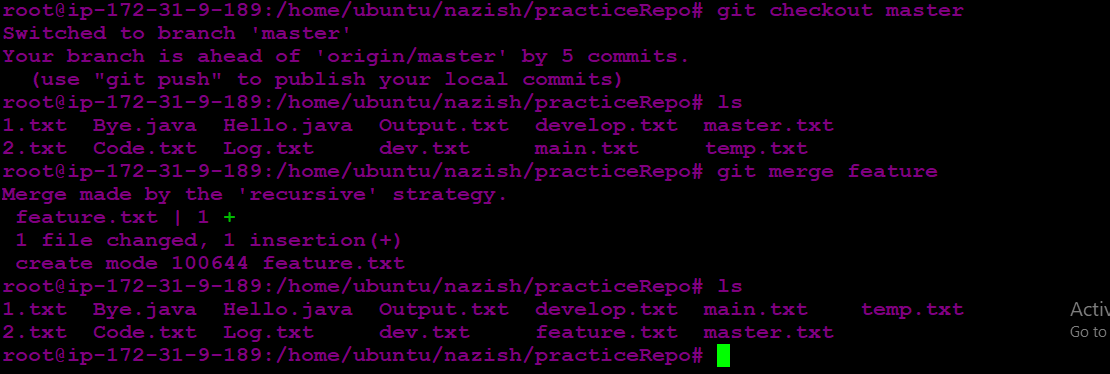 root@ip-172-31-9-189:/home/ubuntu/nazish/practiceRepo# git checkout master
Switched to branch 'master'
Your branch is ahead of 'origin/master' by 5 commits.
  (use "git push" to publish your local commits)
root@ip-172-31-9-189:/home/ubuntu/nazish/practiceRepo# ls
1.txt  Bye.java  Hello.java  Output.txt  develop.txt  master.txt
2.txt  Code.txt  Log.txt     dev.txt     main.txt     temp.txt
root@ip-172-31-9-189:/home/ubuntu/nazish/practiceRepo# git merge feature
Merge made by the 'recursive' strategy.
 feature.txt | 1 +
 1 file changed, 1 insertion(+)
 create mode 100644 feature.txt
root@ip-172-31-9-189:/home/ubuntu/nazish/practiceRepo# ls
1.txt  Bye.java  Hello.java  Output.txt  develop.txt  main.txt    temp.txt
2.txt  Code.txt  Log.txt     dev.txt     feature.txt  master.txt
root@ip-172-31-9-189:/home/ubuntu/nazish/practiceRepo#
Go to